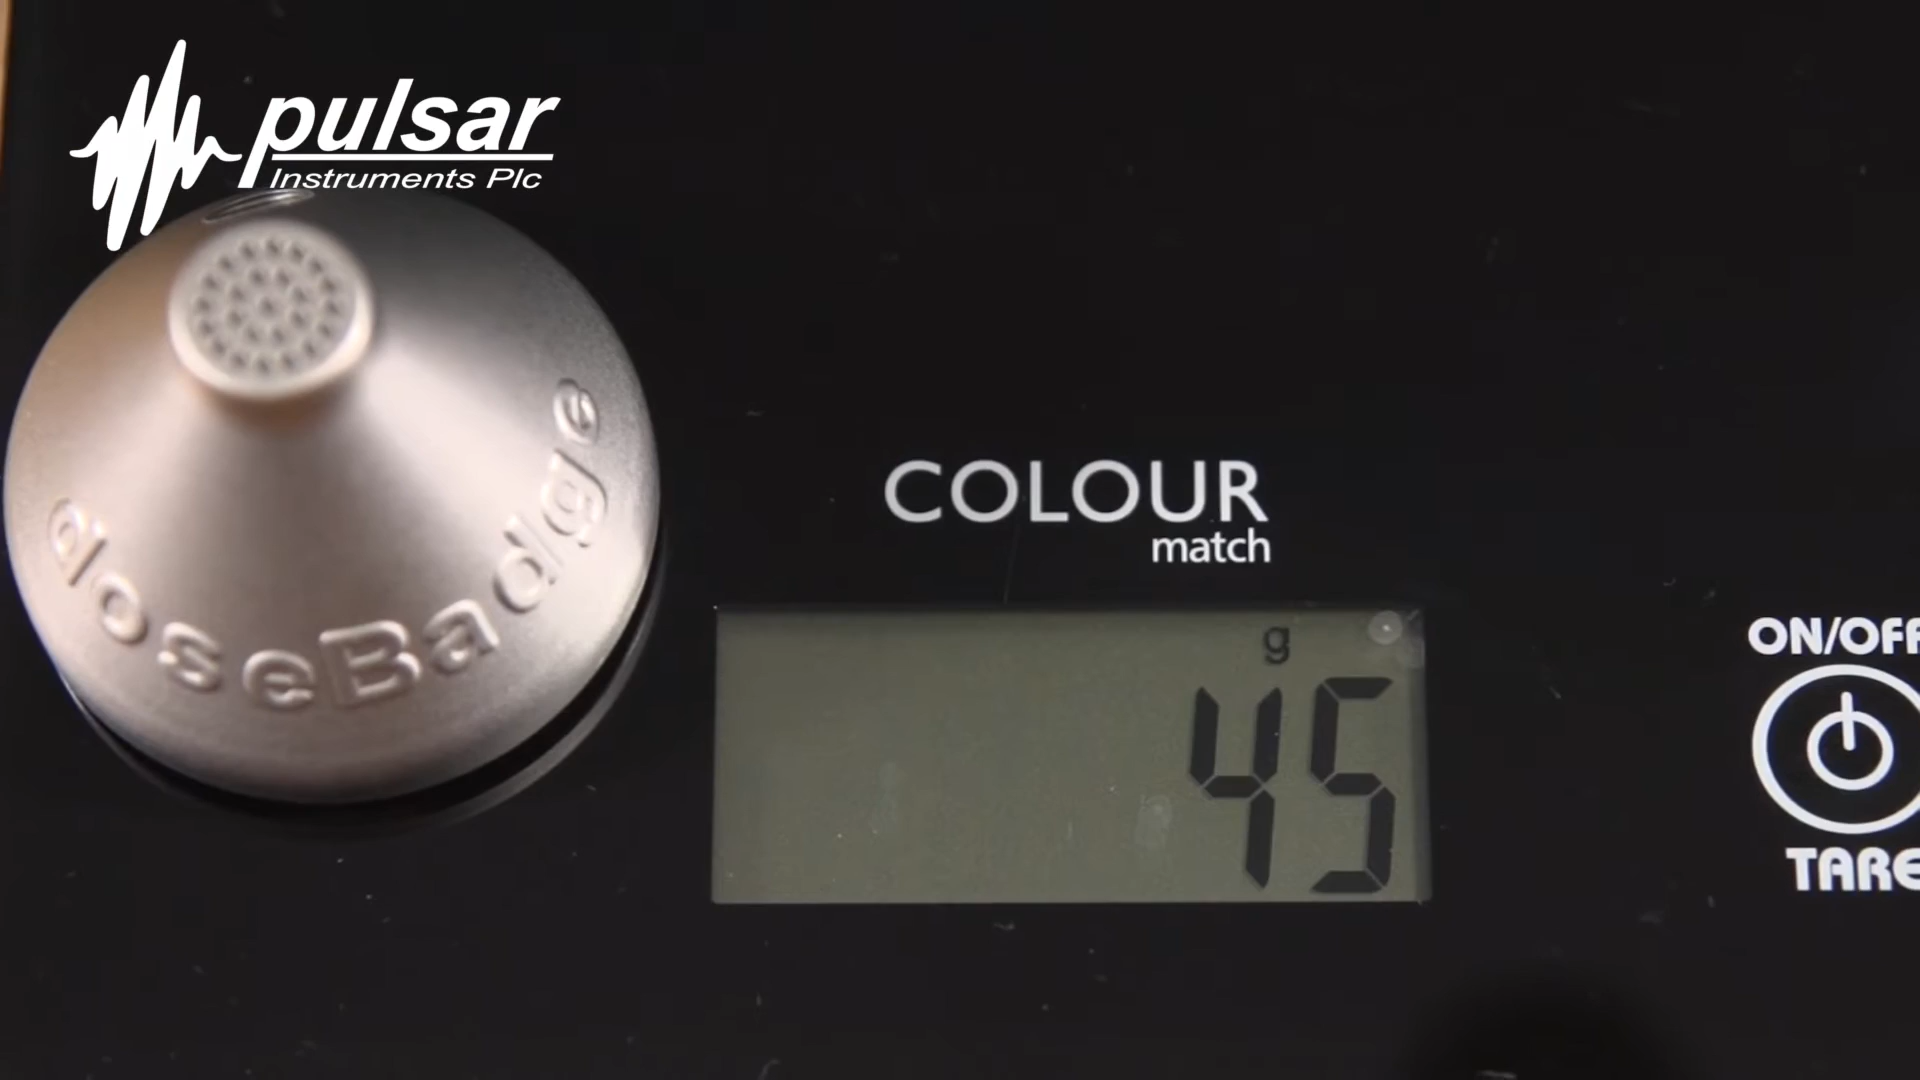 pulsar
Instruments Plc
doseBadge
COLOUR
match
g
45
ON/OFF
TARE